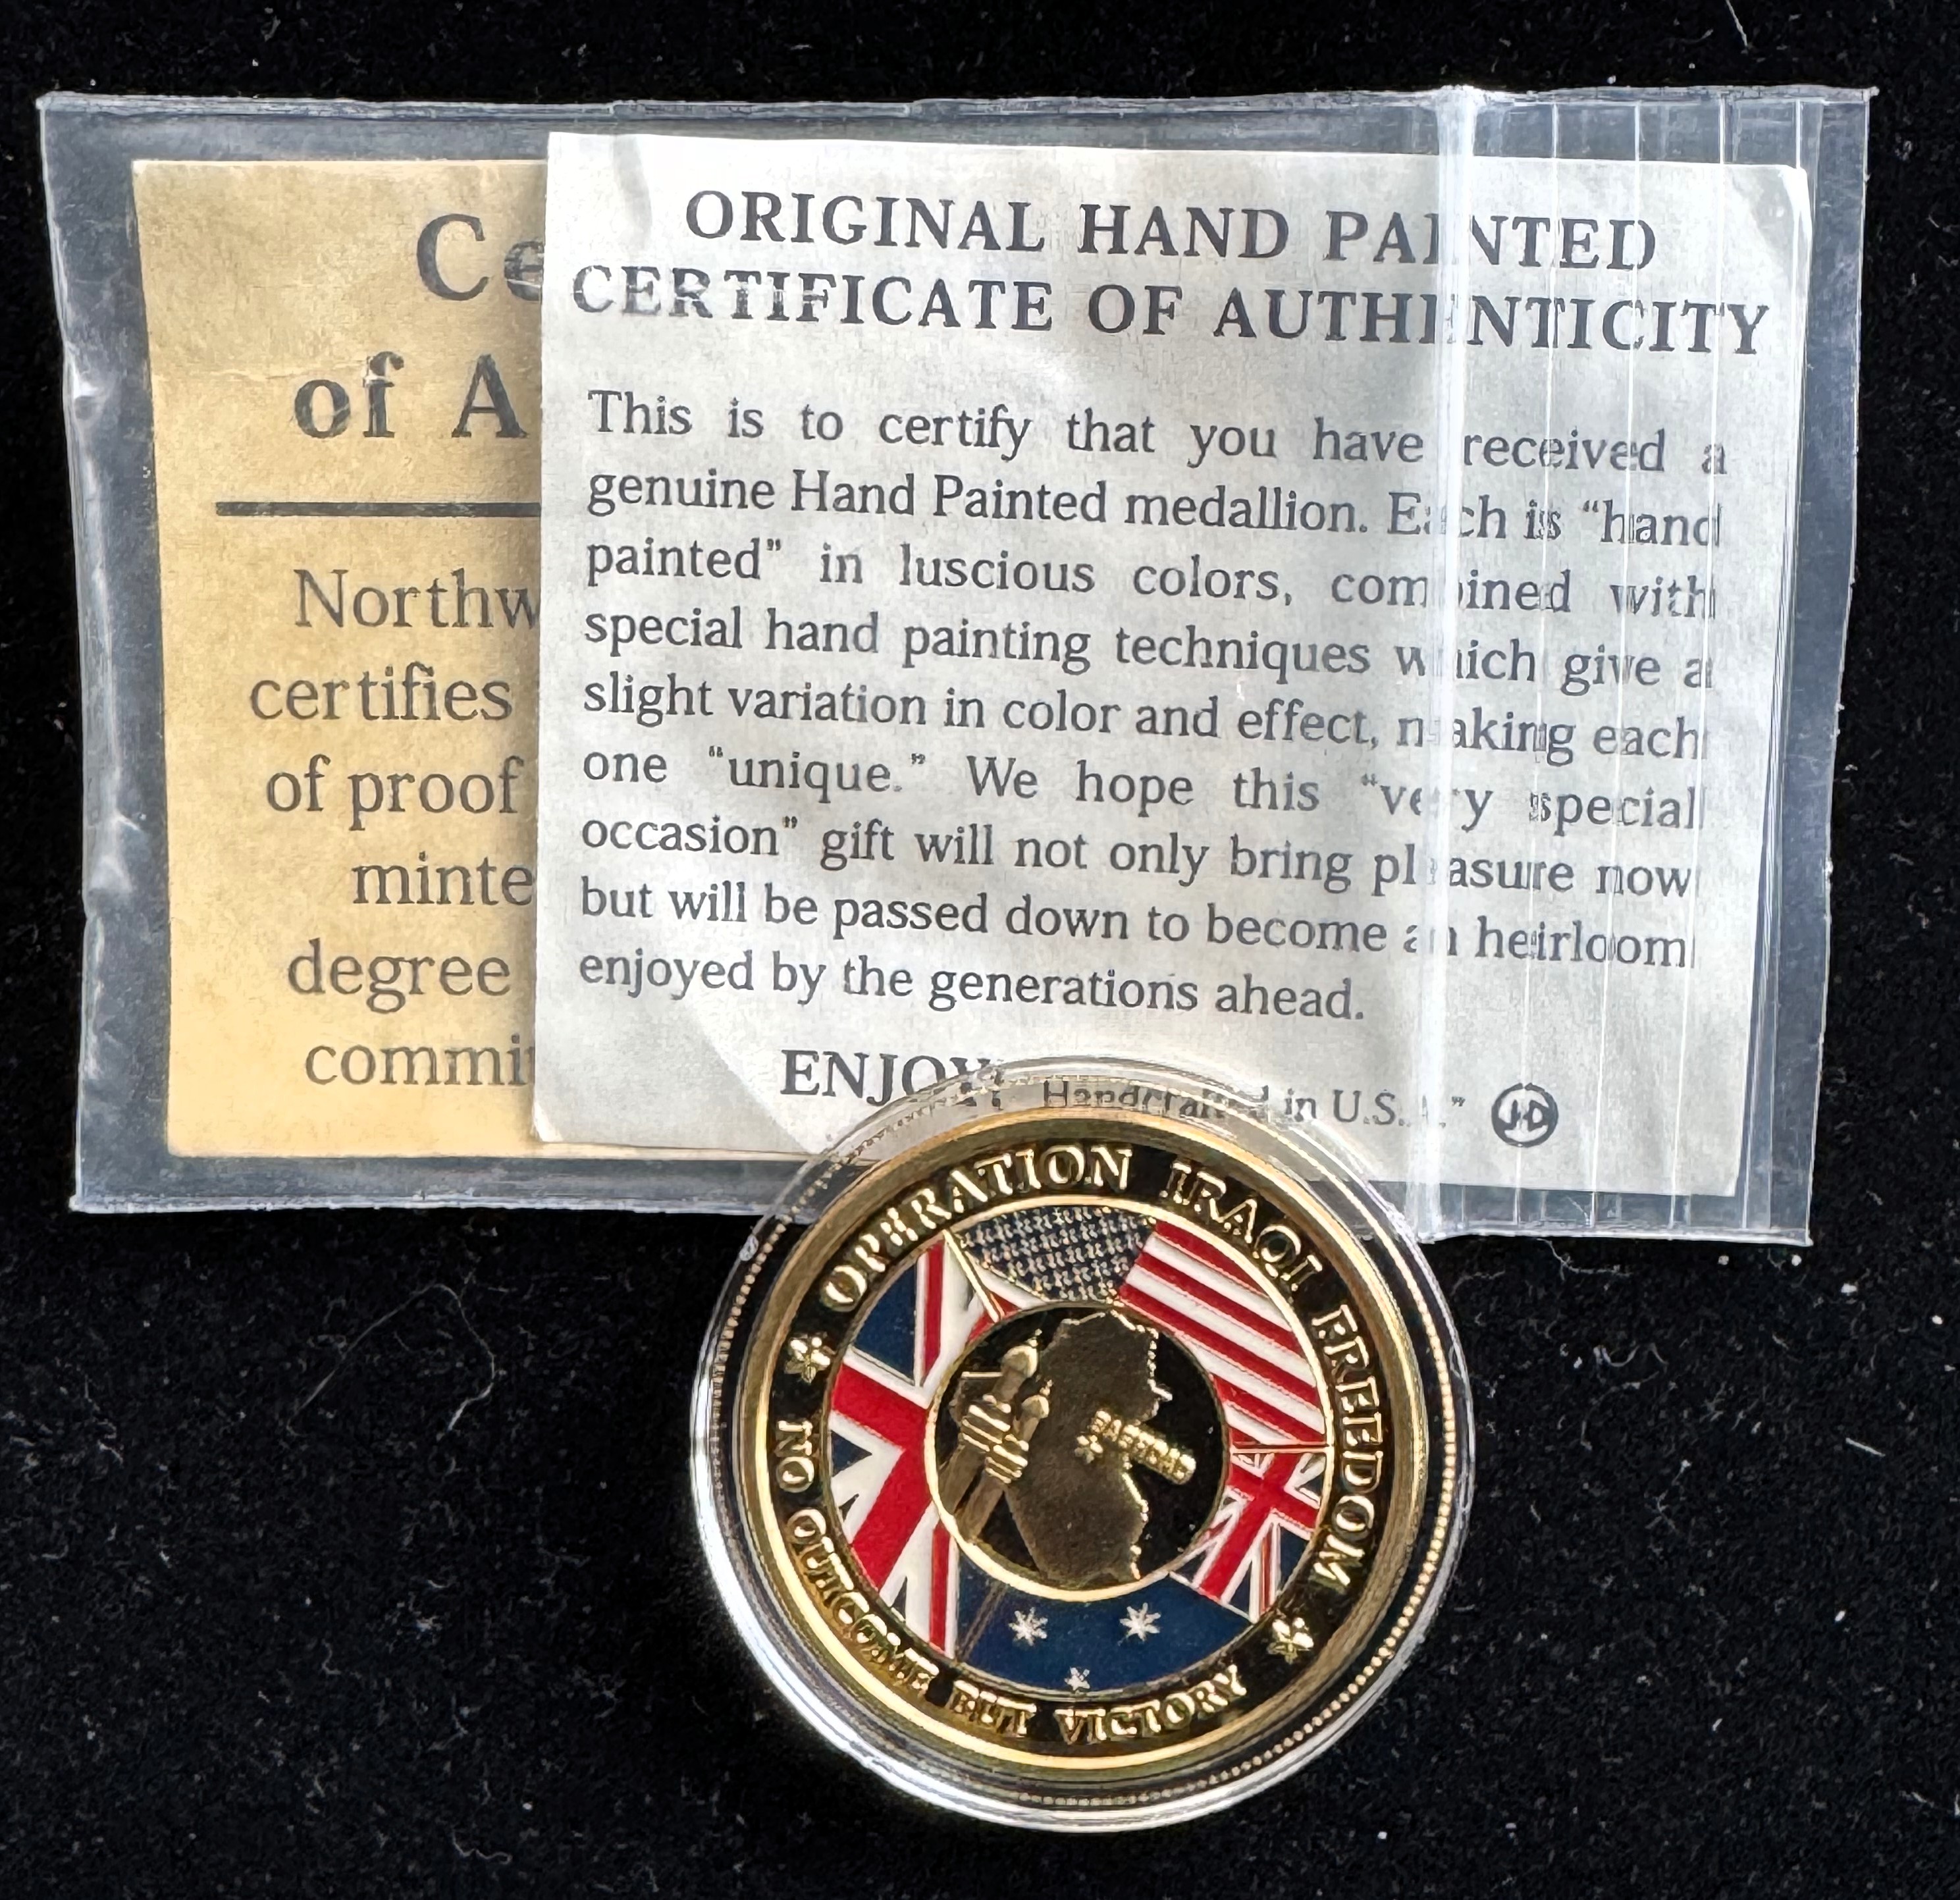 Ce
of A
Northw
certifies
of proof
minte
degree
commit
ORIGINAL HAND PAINTED
CERTIFICATE OF AUTHENTICITY
This is to certify that you have received a
genuine Hand Painted medallion. Each is “hand
painted” in luscious colors, combined with
special hand painting techniques which give a
slight variation in color and effect, making each
one “unique.” We hope this “very special
occasion” gift will not only bring pleasure now
but will be passed down to become an heirloom
enjoyed by the generations ahead.
ENJOY! Handcrafted in U.S.A." J·D
OPERATION IRAQI FREEDOM
BAGHDAD
NO OUTCOME BUT VICTORY